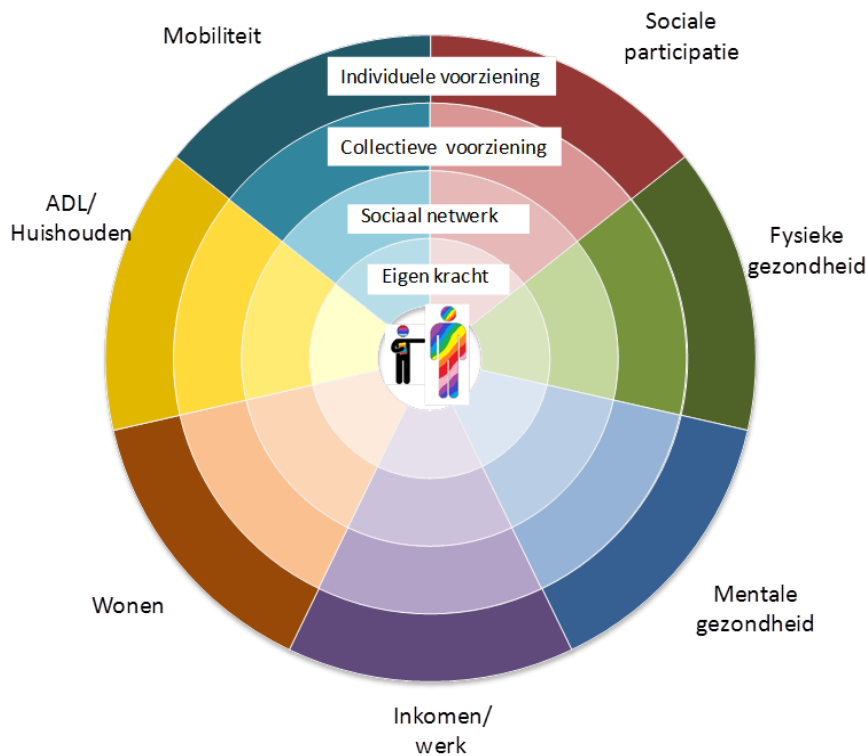 Mobiliteit
Sociale
participatie
Individuele voorziening
Collectieve voorziening
Sociaal netwerk
Eigen kracht
ADL/
Huishouden
Fysieke
gezondheid
Wonen
Mentale
gezondheid
Inkomen/
werk